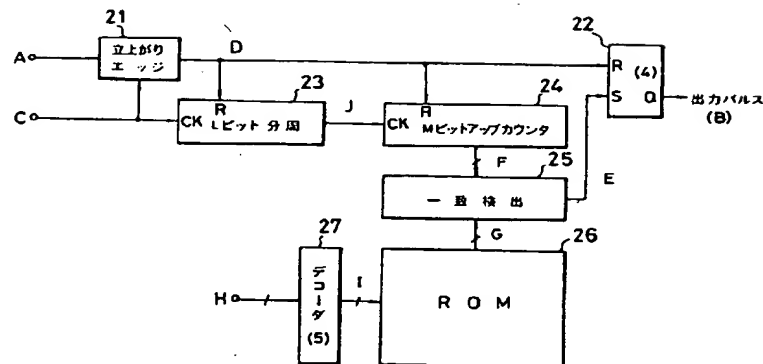 21
立上がり
エッジ
A
D
22
R
(4)
S
Q
出力パルス
(B)
C
23
R
CK Lビット分周
J
24
R
CK Mビットアップカウンタ
F
25
E
一致検出
G
26
ROM
27
デコーダ
(5)
H
I